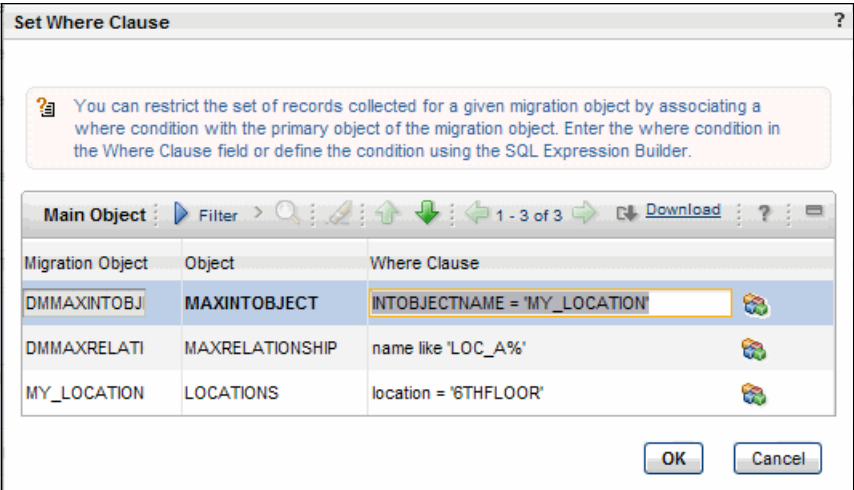 Set Where Clause ?
You can restrict the set of records collected for a given migration object by associating a
where condition with the primary object of the migration object. Enter the where condition in
the Where Clause field or define the condition using the SQL Expression Builder.
Main Object Filter > 1 - 3 of 3 Download ?
Migration Object Object Where Clause
DMMAXINTOBJ MAXINTOBJECT INTOBJECTNAME = 'MY_LOCATION'
DMMAXRELATI MAXRELATIONSHIP name like 'LOC_A%'
MY_LOCATION LOCATIONS location = '6THFLOOR'
OK Cancel